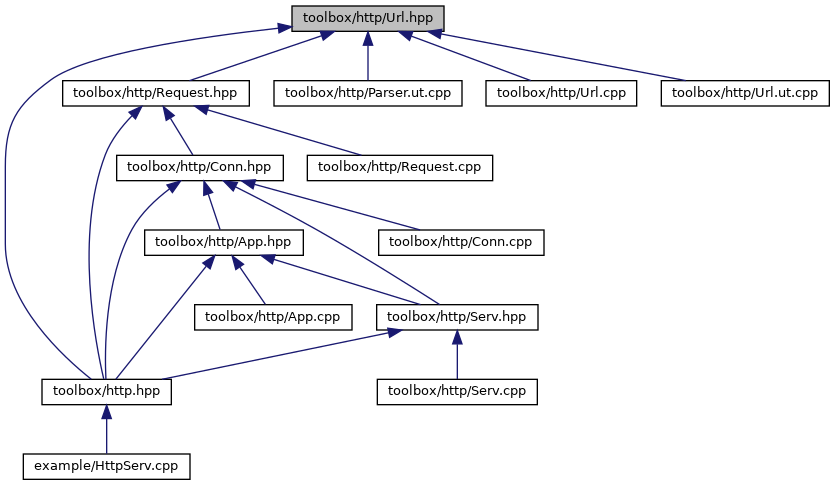 toolbox/http/Url.hpp
toolbox/http/Request.hpp
toolbox/http/Parser.ut.cpp
toolbox/http/Url.cpp
toolbox/http/Url.ut.cpp
toolbox/http/Conn.hpp
toolbox/http/Request.cpp
toolbox/http/App.hpp
toolbox/http/Conn.cpp
toolbox/http/App.cpp
toolbox/http/Serv.hpp
toolbox/http.hpp
toolbox/http/Serv.cpp
example/HttpServ.cpp